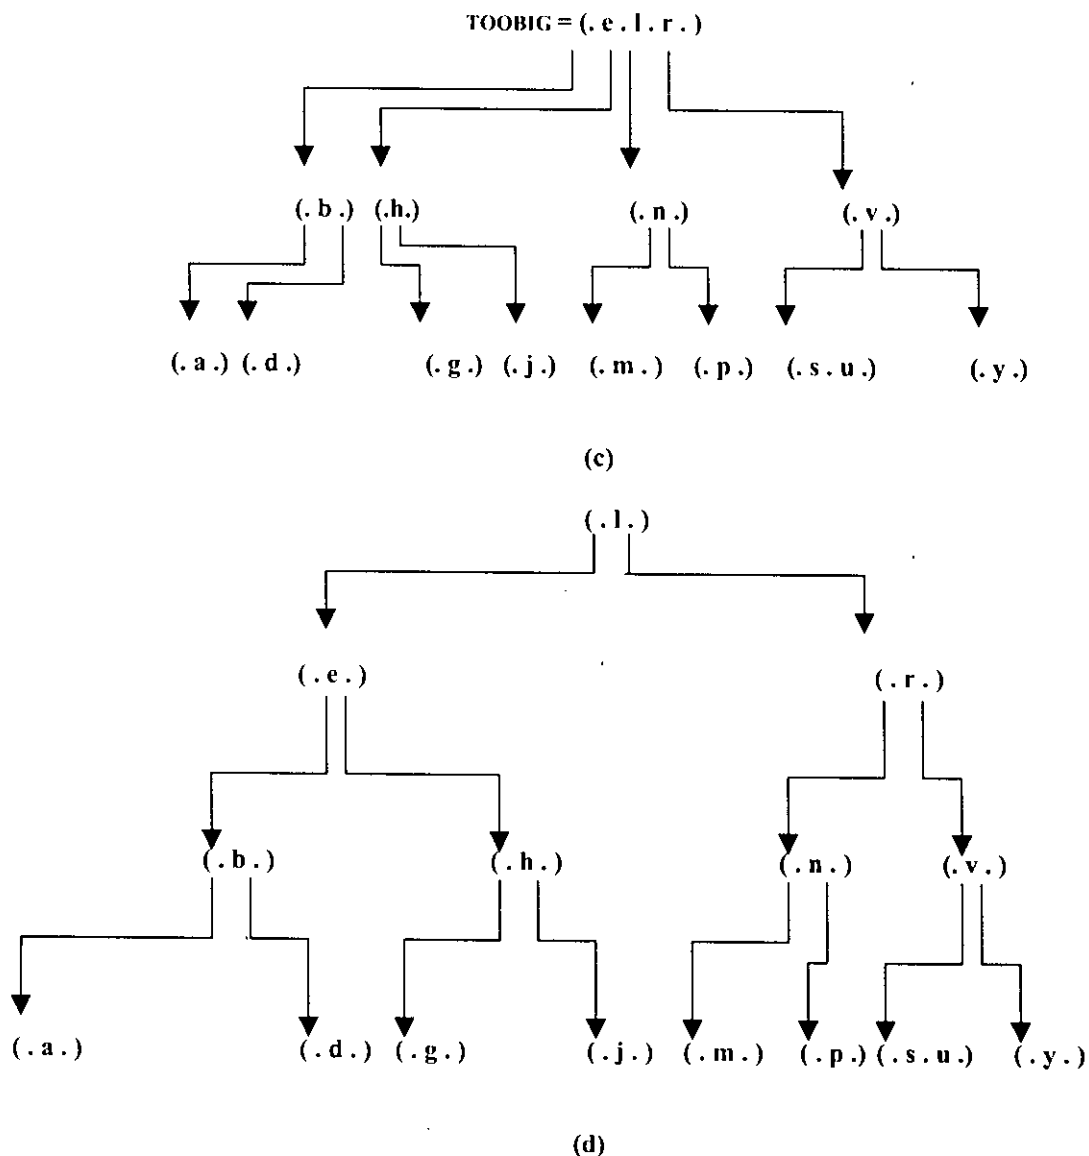 TOOBIG = (. e . l . r . )
(. b .) (.h.) (. n .) (. v .)
(. a.) (. d .) (. g .) (. j .) (. m . ) (. p .) (. s . u .) (. y .)
(c)
( . l . )
( . e . ) ( . r . )
( . b . ) ( . h . ) ( . n . ) (. v . )
( . a . ) ( . d . ) ( . g . ) ( . j . ) ( . m . ) ( . p .) ( . s . u . ) ( . y . )
(d)